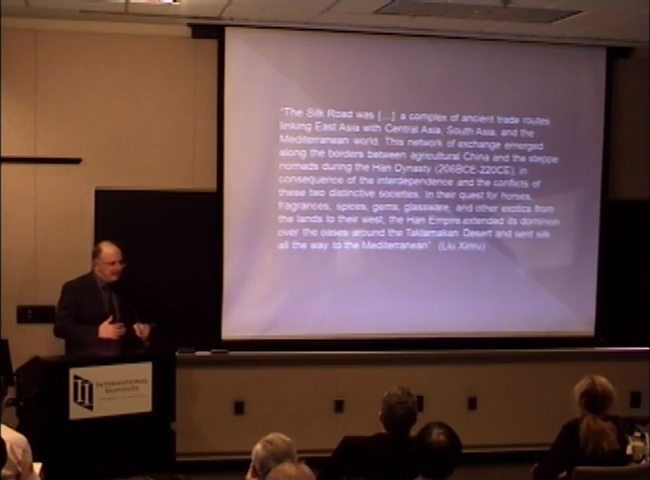 "The Silk Road was [...] a complex of ancient trade routes
linking East Asia with Central Asia, South Asia, and the
Mediterranean world. This network of exchange emerged
along the borders between agricultural China and the steppe
nomads during the Han Dynasty (206BCE-220CE), in
consequence of the interdependence and the conflicts of
these two distinctive societies. In their quest for horses,
fragrances, spices, gems, glassware, and other exotics from
the lands to their west, the Han Empire extended its dominion
over the oases around the Taklamakan Desert and sent silk
all the way to the Mediterranean" (Liu Xinru)
INTERNATIONAL
INSTITUTE